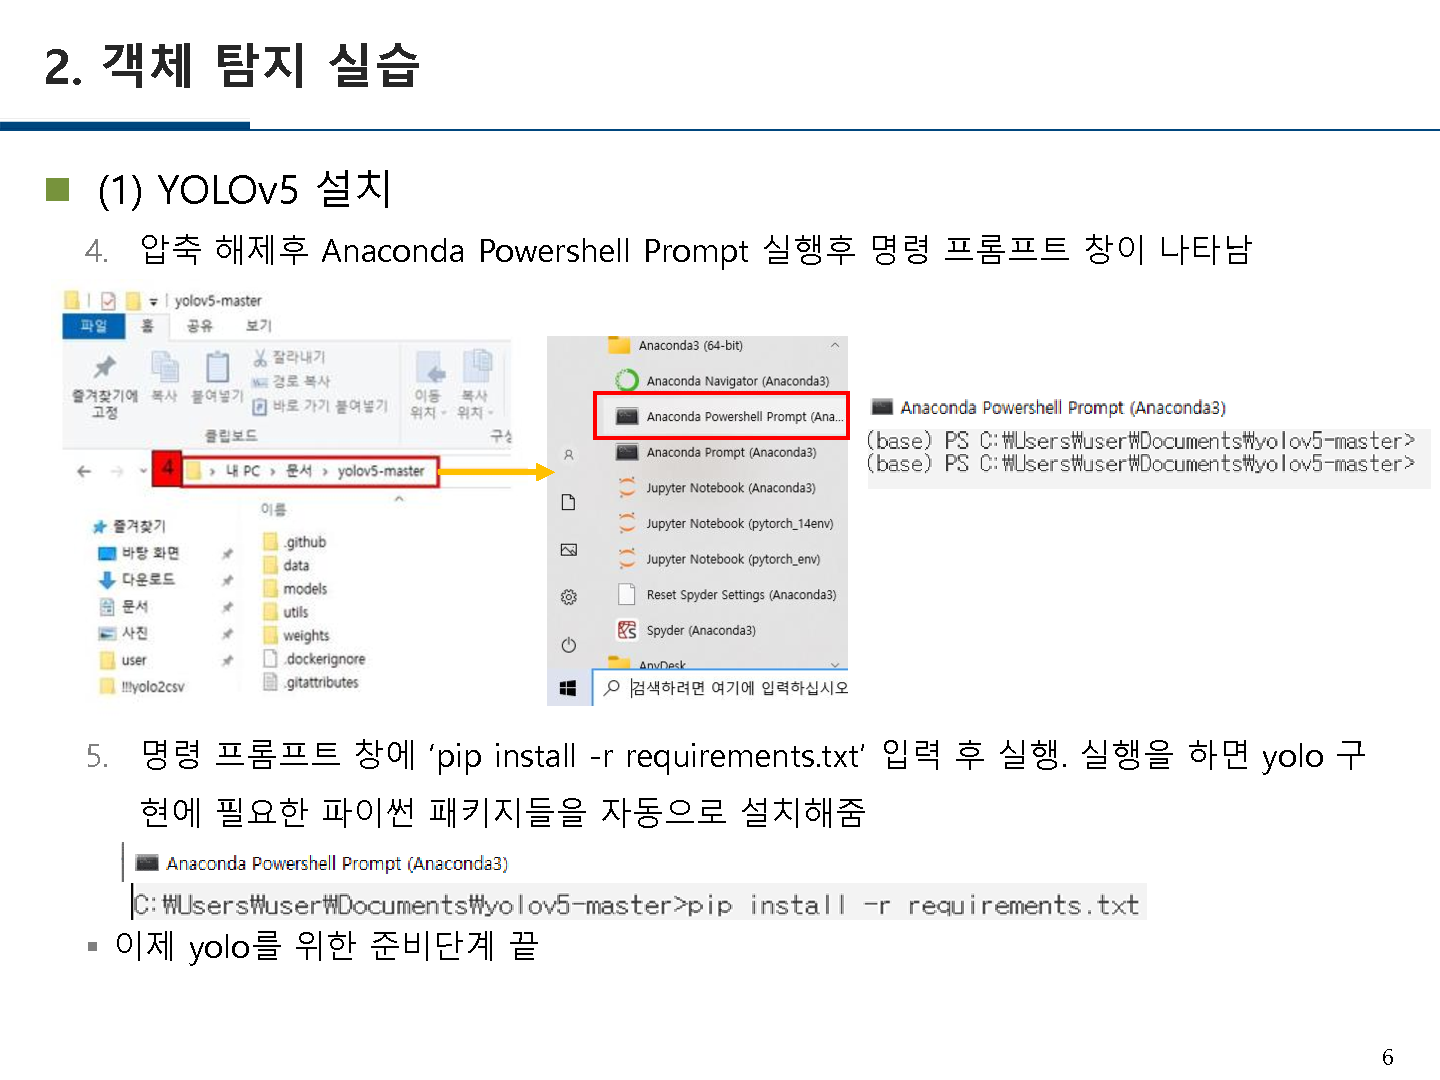 2. 객체 탐지 실습
(1) YOLOv5 설치
4. 압축 해제후 Anaconda Powershell Prompt 실행후 명령 프롬프트 창이 나타남
yolov5-master
파일 홈 공유 보기
즐겨찾기에 고정
복사
붙여넣기
잘라내기
경로 복사
바로 가기 붙여넣기
이동 위치
복사 위치
클립보드
구성
4 › 내 PC › 문서 › yolov5-master
이름
즐겨찾기
바탕 화면
다운로드
문서
사진
user
!!!yolo2csv
.github
data
models
utils
weights
.dockerignore
.gitattributes
Anaconda3 (64-bit)
Anaconda Navigator (Anaconda3)
Anaconda Powershell Prompt (Ana...
Anaconda Prompt (Anaconda3)
Jupyter Notebook (Anaconda3)
Jupyter Notebook (pytorch_14env)
Jupyter Notebook (pytorch_env)
Reset Spyder Settings (Anaconda3)
Spyder (Anaconda3)
AnyDesk
검색하려면 여기에 입력하십시오
Anaconda Powershell Prompt (Anaconda3)
(base) PS C:₩Users₩user₩Documents₩yolov5-master>
(base) PS C:₩Users₩user₩Documents₩yolov5-master>
5. 명령 프롬프트 창에 ‘pip install -r requirements.txt’ 입력 후 실행. 실행을 하면 yolo 구
현에 필요한 파이썬 패키지들을 자동으로 설치해줌
Anaconda Powershell Prompt (Anaconda3)
C:₩Users₩user₩Documents₩yolov5-master>pip install -r requirements.txt
▪ 이제 yolo를 위한 준비단계 끝
6